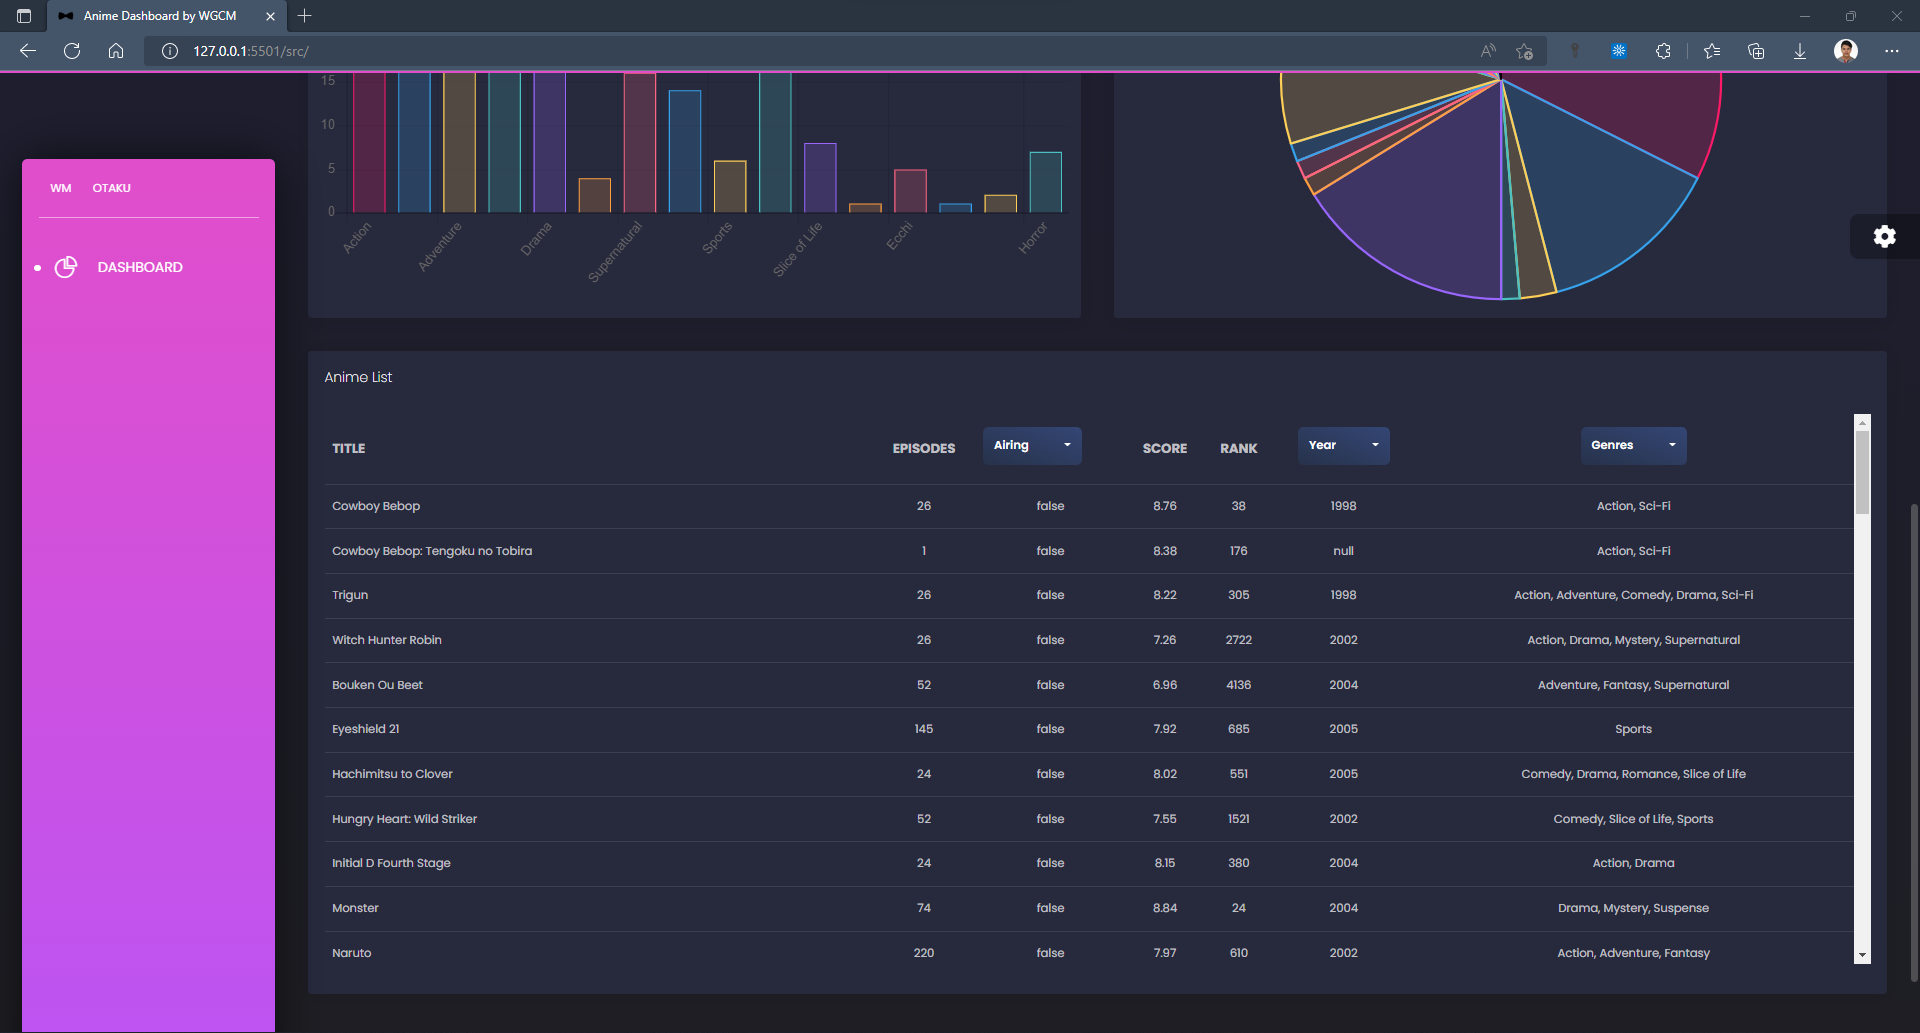 Anime Dashboard by WGCM
127.0.0.1:5501/src/
WM OTAKU
DASHBOARD
15
10
5
0
Action
Adventure
Drama
Supernatural
Sports
Slice of Life
Ecchi
Horror
Anime List
TITLE EPISODES Airing SCORE RANK Year Genres
Cowboy Bebop 26 false 8.76 38 1998 Action, Sci-Fi
Cowboy Bebop: Tengoku no Tobira 1 false 8.38 176 null Action, Sci-Fi
Trigun 26 false 8.22 305 1998 Action, Adventure, Comedy, Drama, Sci-Fi
Witch Hunter Robin 26 false 7.26 2722 2002 Action, Drama, Mystery, Supernatural
Bouken Ou Beet 52 false 6.96 4136 2004 Adventure, Fantasy, Supernatural
Eyeshield 21 145 false 7.92 685 2005 Sports
Hachimitsu to Clover 24 false 8.02 551 2005 Comedy, Drama, Romance, Slice of Life
Hungry Heart: Wild Striker 52 false 7.55 1521 2002 Comedy, Slice of Life, Sports
Initial D Fourth Stage 24 false 8.15 380 2004 Action, Drama
Monster 74 false 8.84 24 2004 Drama, Mystery, Suspense
Naruto 220 false 7.97 610 2002 Action, Adventure, Fantasy